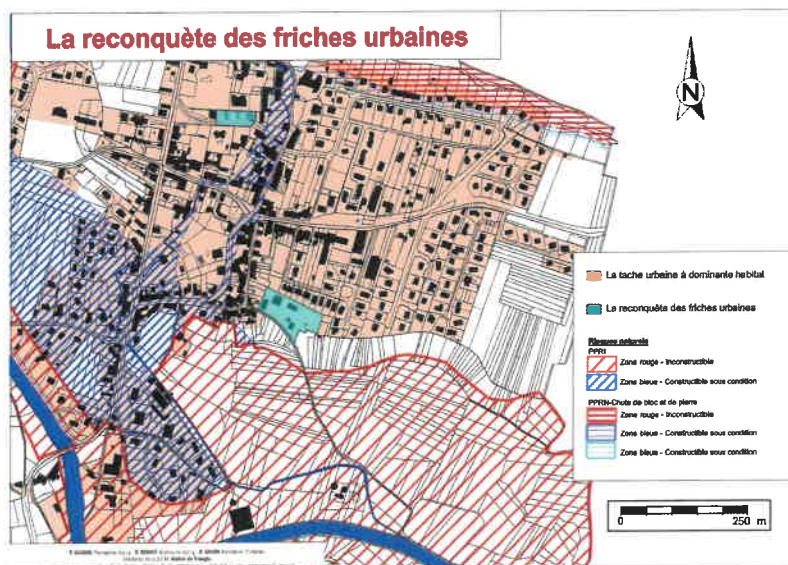 La reconquète des friches urbaines
N
La tache urbaine à dominante habitat
La reconquête des friches urbaines
Risques naturels
PPRI
Zone rouge - Inconstructible
Zone bleue - Constructible sous condition
PPRN-Chute de bloc et de pierre
Zone rouge - Inconstructible
Zone bleue - Constructible sous condition
Zone bleue - Constructible sous condition
0 250 m